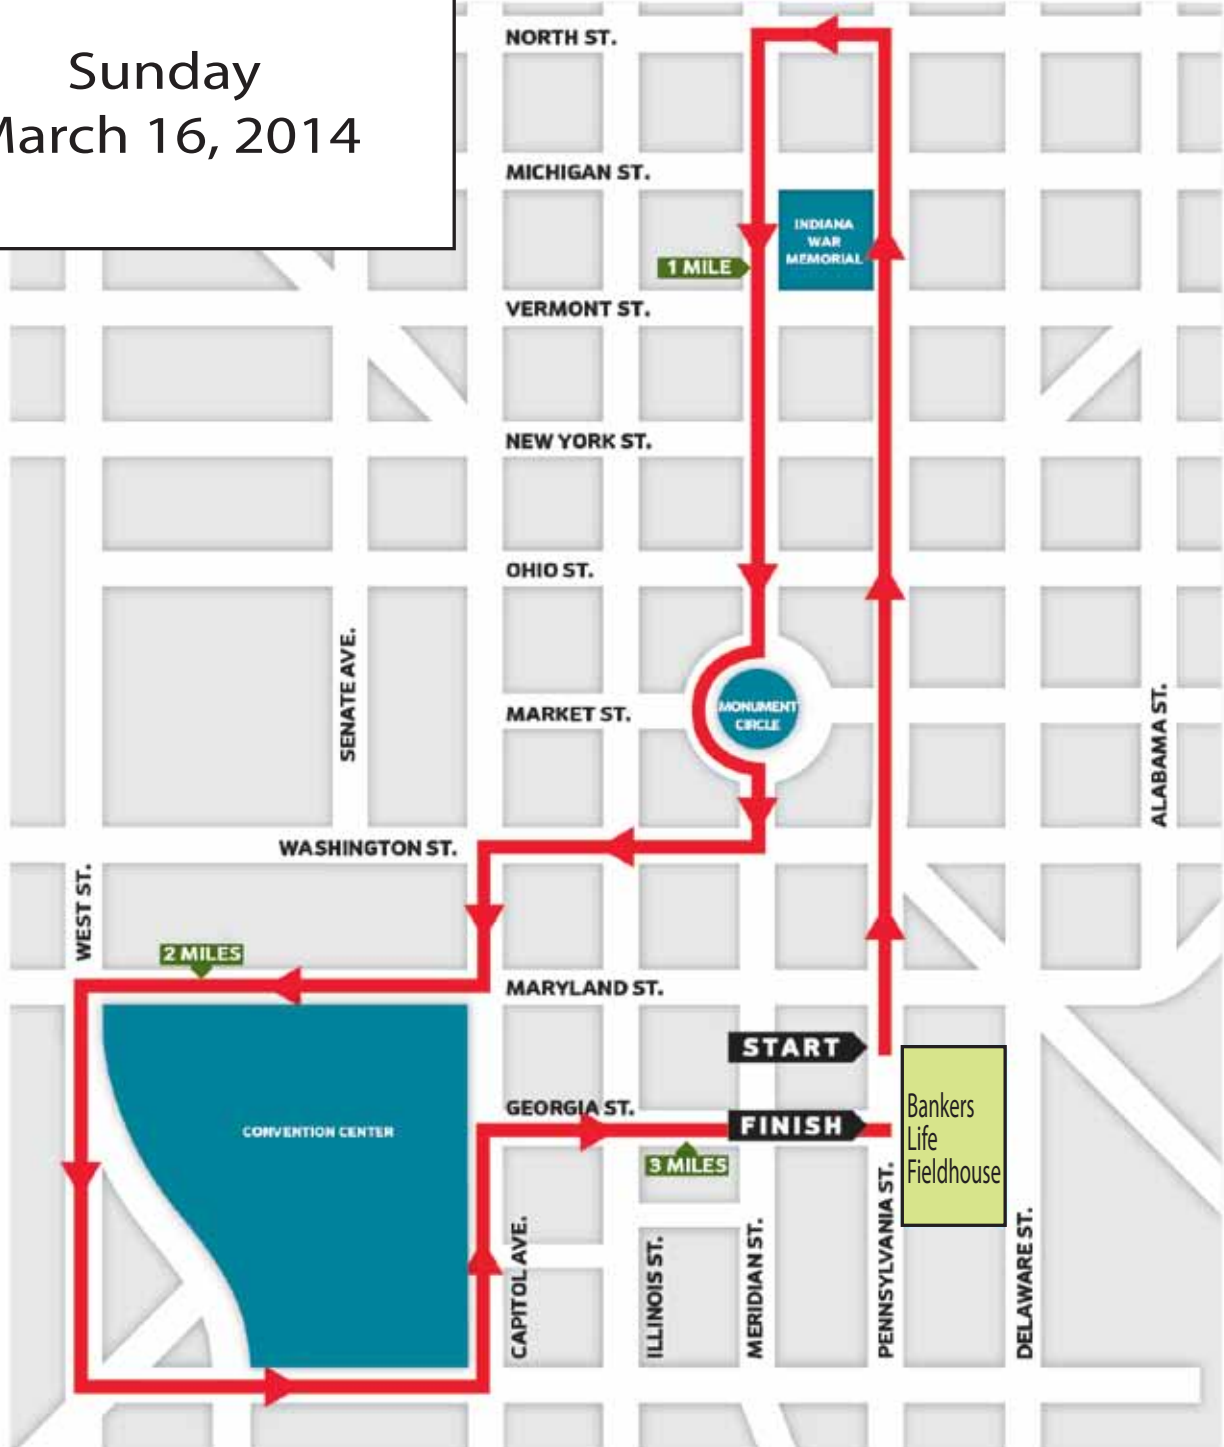 Sunday
March 16, 2014
NORTH ST.
MICHIGAN ST.
INDIANA
WAR
MEMORIAL
1 MILE
VERMONT ST.
NEW YORK ST.
OHIO ST.
SENATE AVE.
MARKET ST.
MONUMENT
CIRCLE
ALABAMA ST.
WASHINGTON ST.
WEST ST.
2 MILES
MARYLAND ST.
START
GEORGIA ST.
FINISH
CONVENTION CENTER
3 MILES
Bankers
Life
Fieldhouse
CAPITOL AVE.
ILLINOIS ST.
MERIDIAN ST.
PENNSYLVANIA ST.
DELAWARE ST.